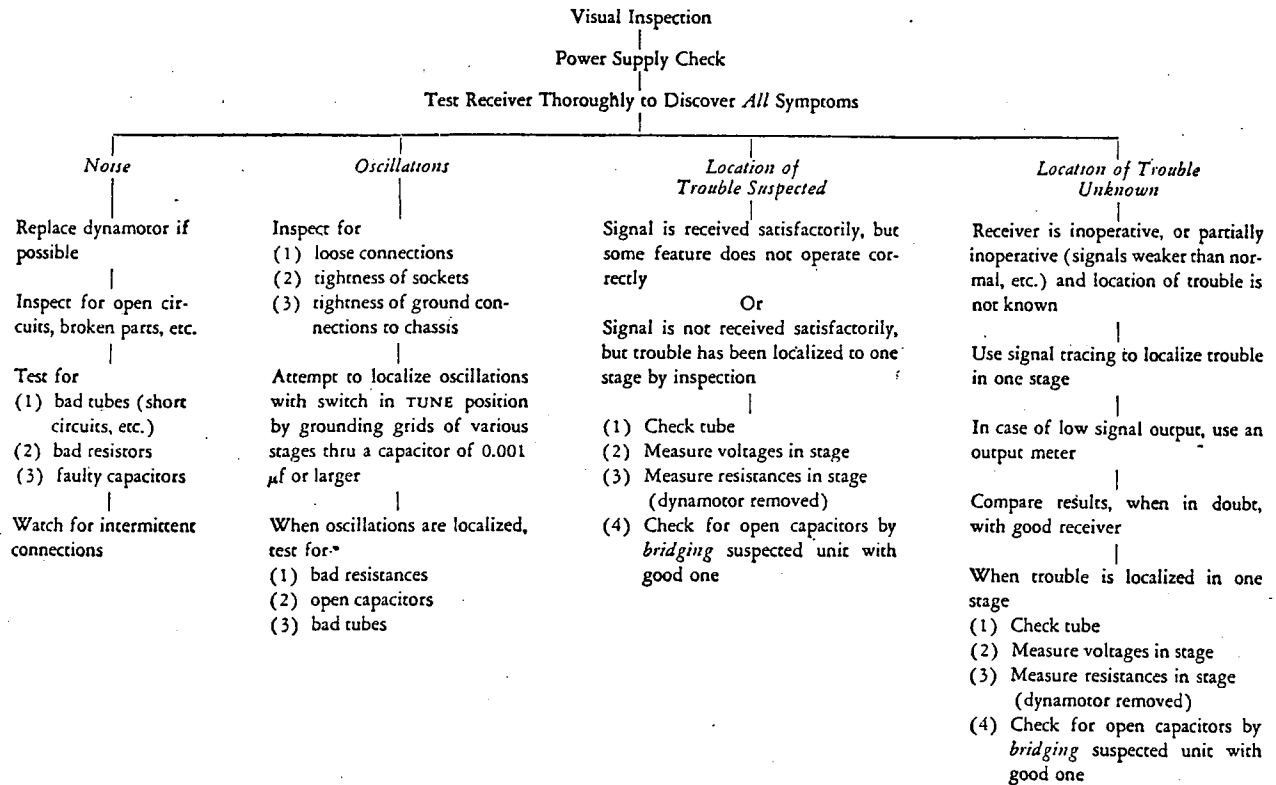 Visual Inspection
Power Supply Check
Test Receiver Thoroughly to Discover All Symptoms
Noise
Replace dynamotor if
possible
Inspect for open cir-
cuits, broken parts, etc.
Test for
(1) bad tubes (short
circuits, etc.)
(2) bad resistors
(3) faulty capacitors
Watch for intermittent
connections
Oscillations
Inspect for
(1) loose connections
(2) tightness of sockets
(3) tightness of ground con-
nections to chassis
Attempt to localize oscillations
with switch in TUNE position
by grounding grids of various
stages thru a capacitor of 0.001
μf or larger
When oscillations are localized,
test for
(1) bad resistances
(2) open capacitors
(3) bad tubes
Location of
Trouble Suspected
Signal is received satisfactorily, but
some feature does not operate cor-
rectly
Or
Signal is not received satisfactorily,
but trouble has been localized to one
stage by inspection
(1) Check tube
(2) Measure voltages in stage
(3) Measure resistances in stage
(dynamotor removed)
(4) Check for open capacitors by
bridging suspected unit with
good one
Location of Trouble
Unknown
Receiver is inoperative, or partially
inoperative (signals weaker than nor-
mal, etc.) and location of trouble is
not known
Use signal tracing to localize trouble
in one stage
In case of low signal output, use an
output meter
Compare results, when in doubt,
with good receiver
When trouble is localized in one
stage
(1) Check tube
(2) Measure voltages in stage
(3) Measure resistances in stage
(dynamotor removed)
(4) Check for open capacitors by
bridging suspected unit with
good one